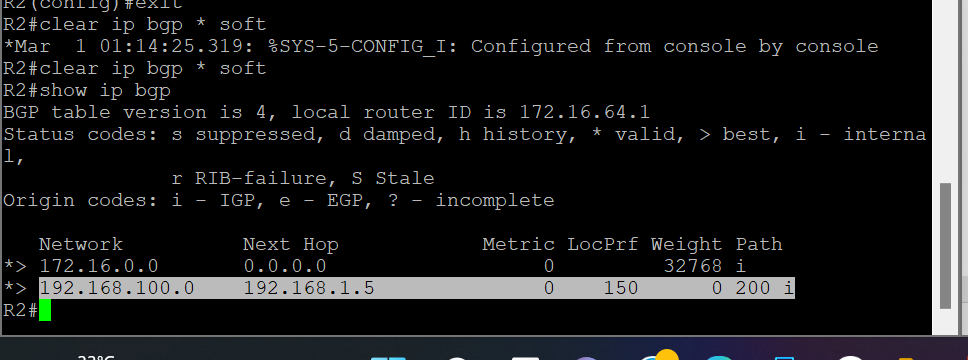 R2(config)#exit
R2#clear ip bgp * soft
*Mar  1 01:14:25.319: %SYS-5-CONFIG_I: Configured from console by console
R2#clear ip bgp * soft
R2#show ip bgp
BGP table version is 4, local router ID is 172.16.64.1
Status codes: s suppressed, d damped, h history, * valid, > best, i - interna
l,
              r RIB-failure, S Stale
Origin codes: i - IGP, e - EGP, ? - incomplete
   Network          Next Hop            Metric LocPrf Weight Path
*> 172.16.0.0       0.0.0.0                  0         32768 i
*> 192.168.100.0    192.168.1.5              0    150      0 200 i
R2#